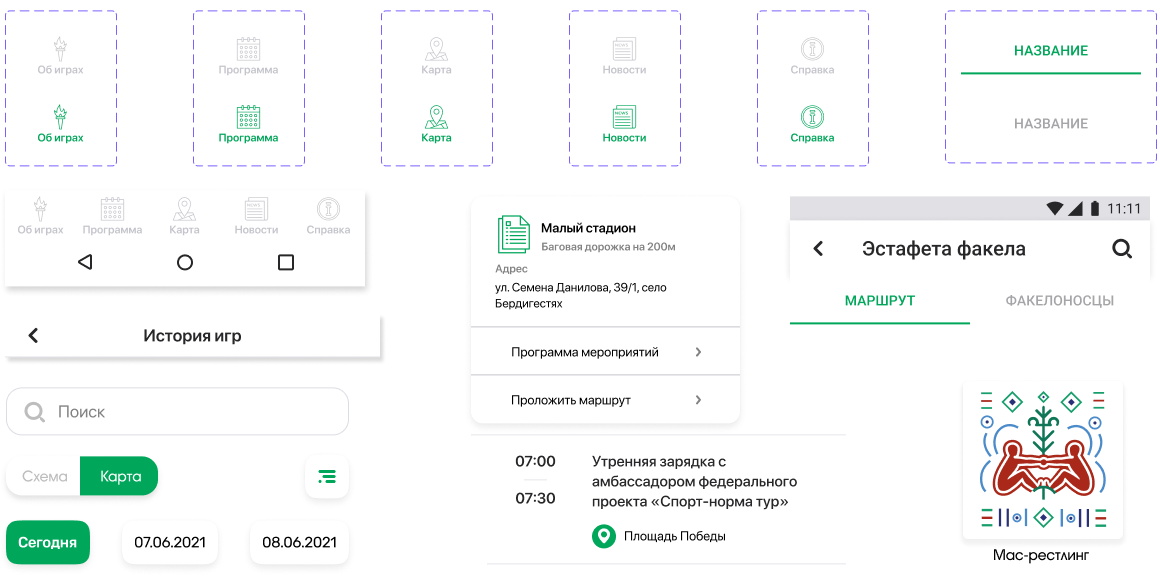 Об играх
Программа
Карта
Новости
Справка
НАЗВАНИЕ
Об играх
Программа
Карта
Новости
Справка
НАЗВАНИЕ
Об играх
Программа
Карта
Новости
Справка
История игр
Поиск
Схема
Карта
Сегодня
07.06.2021
08.06.2021
Малый стадион
Баговая дорожка на 200м
Адрес
ул. Семена Данилова, 39/1, село
Бердигестях
Программа мероприятий
Проложить маршрут
07:00
07:30
Утренняя зарядка с
амбассадором федерального
проекта «Спорт-норма тур»
Площадь Победы
11:11
Эстафета факела
МАРШРУТ
ФАКЕЛОНОСЦЫ
Мас-рестлинг